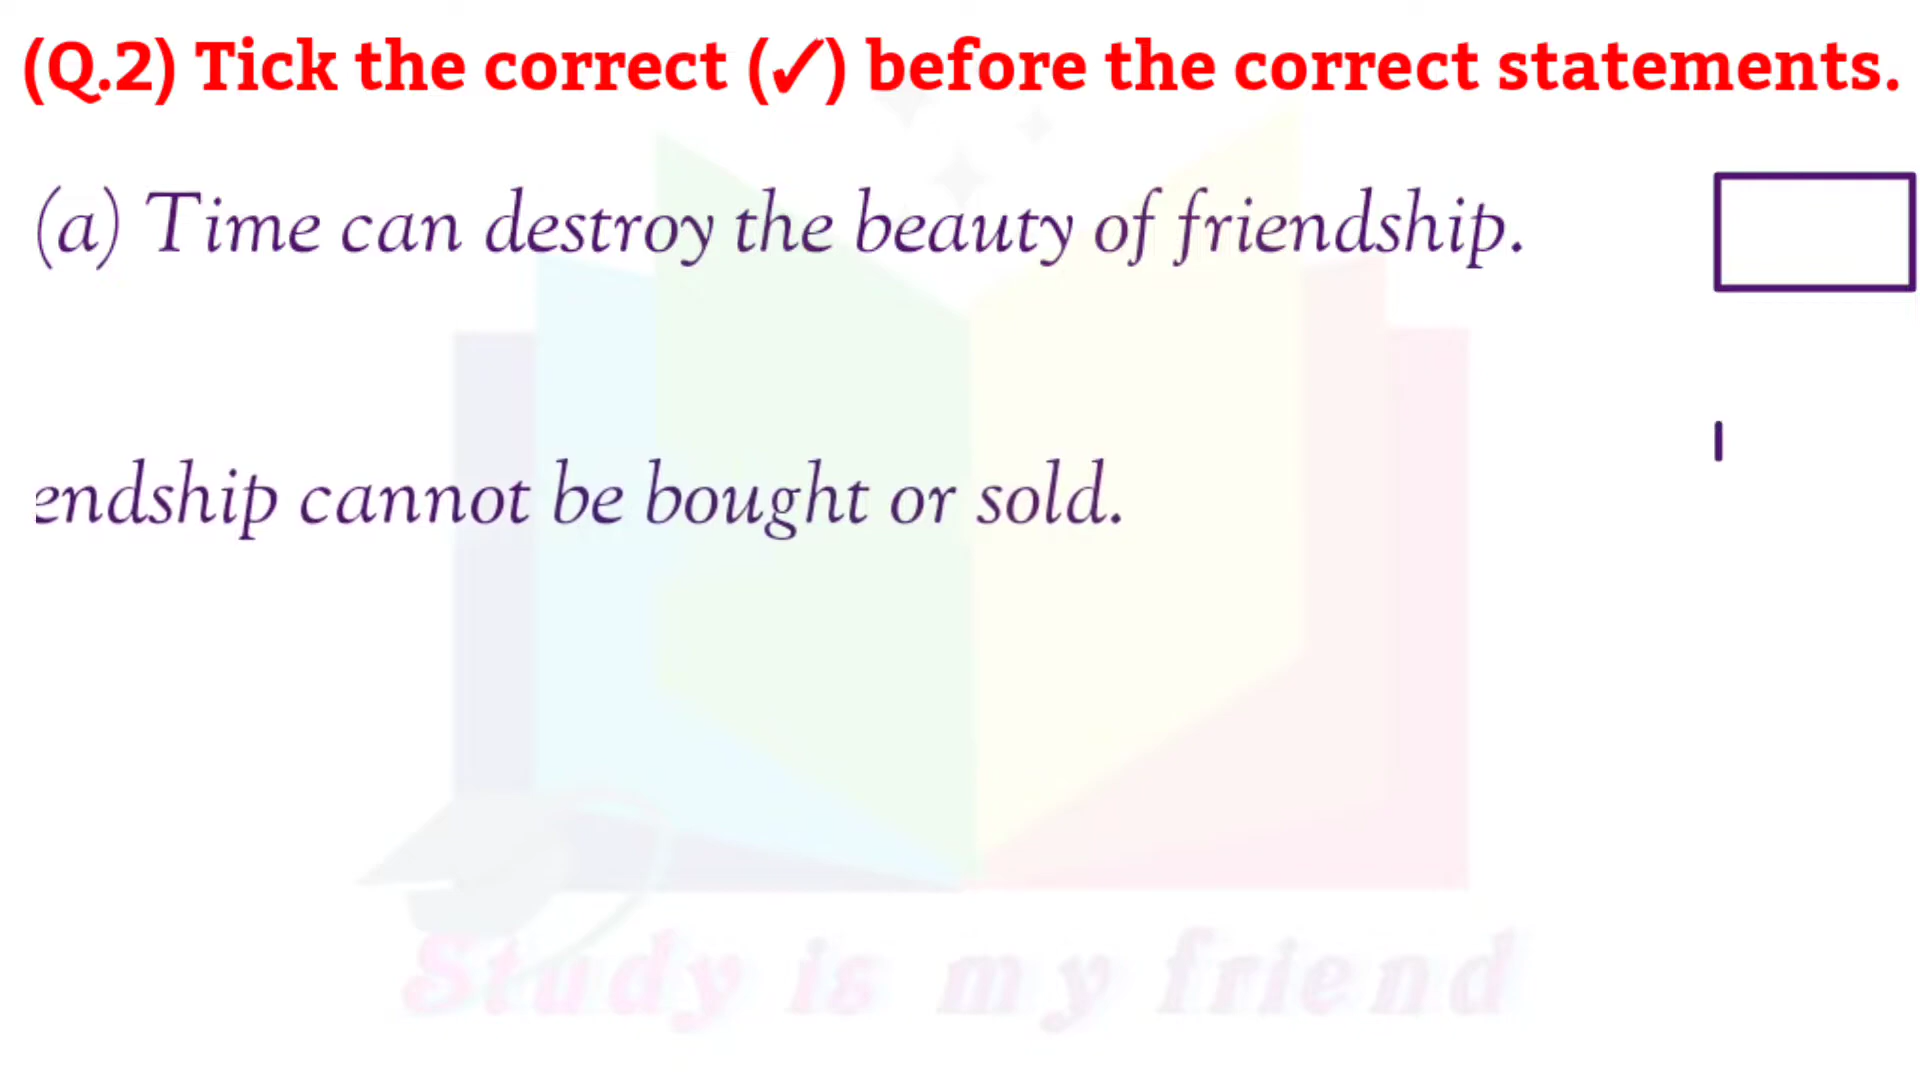 (Q.2) Tick the correct (✓) before the correct statements.
(a) Time can destroy the beauty of friendship.
endship cannot be bought or sold.
Study is my friend